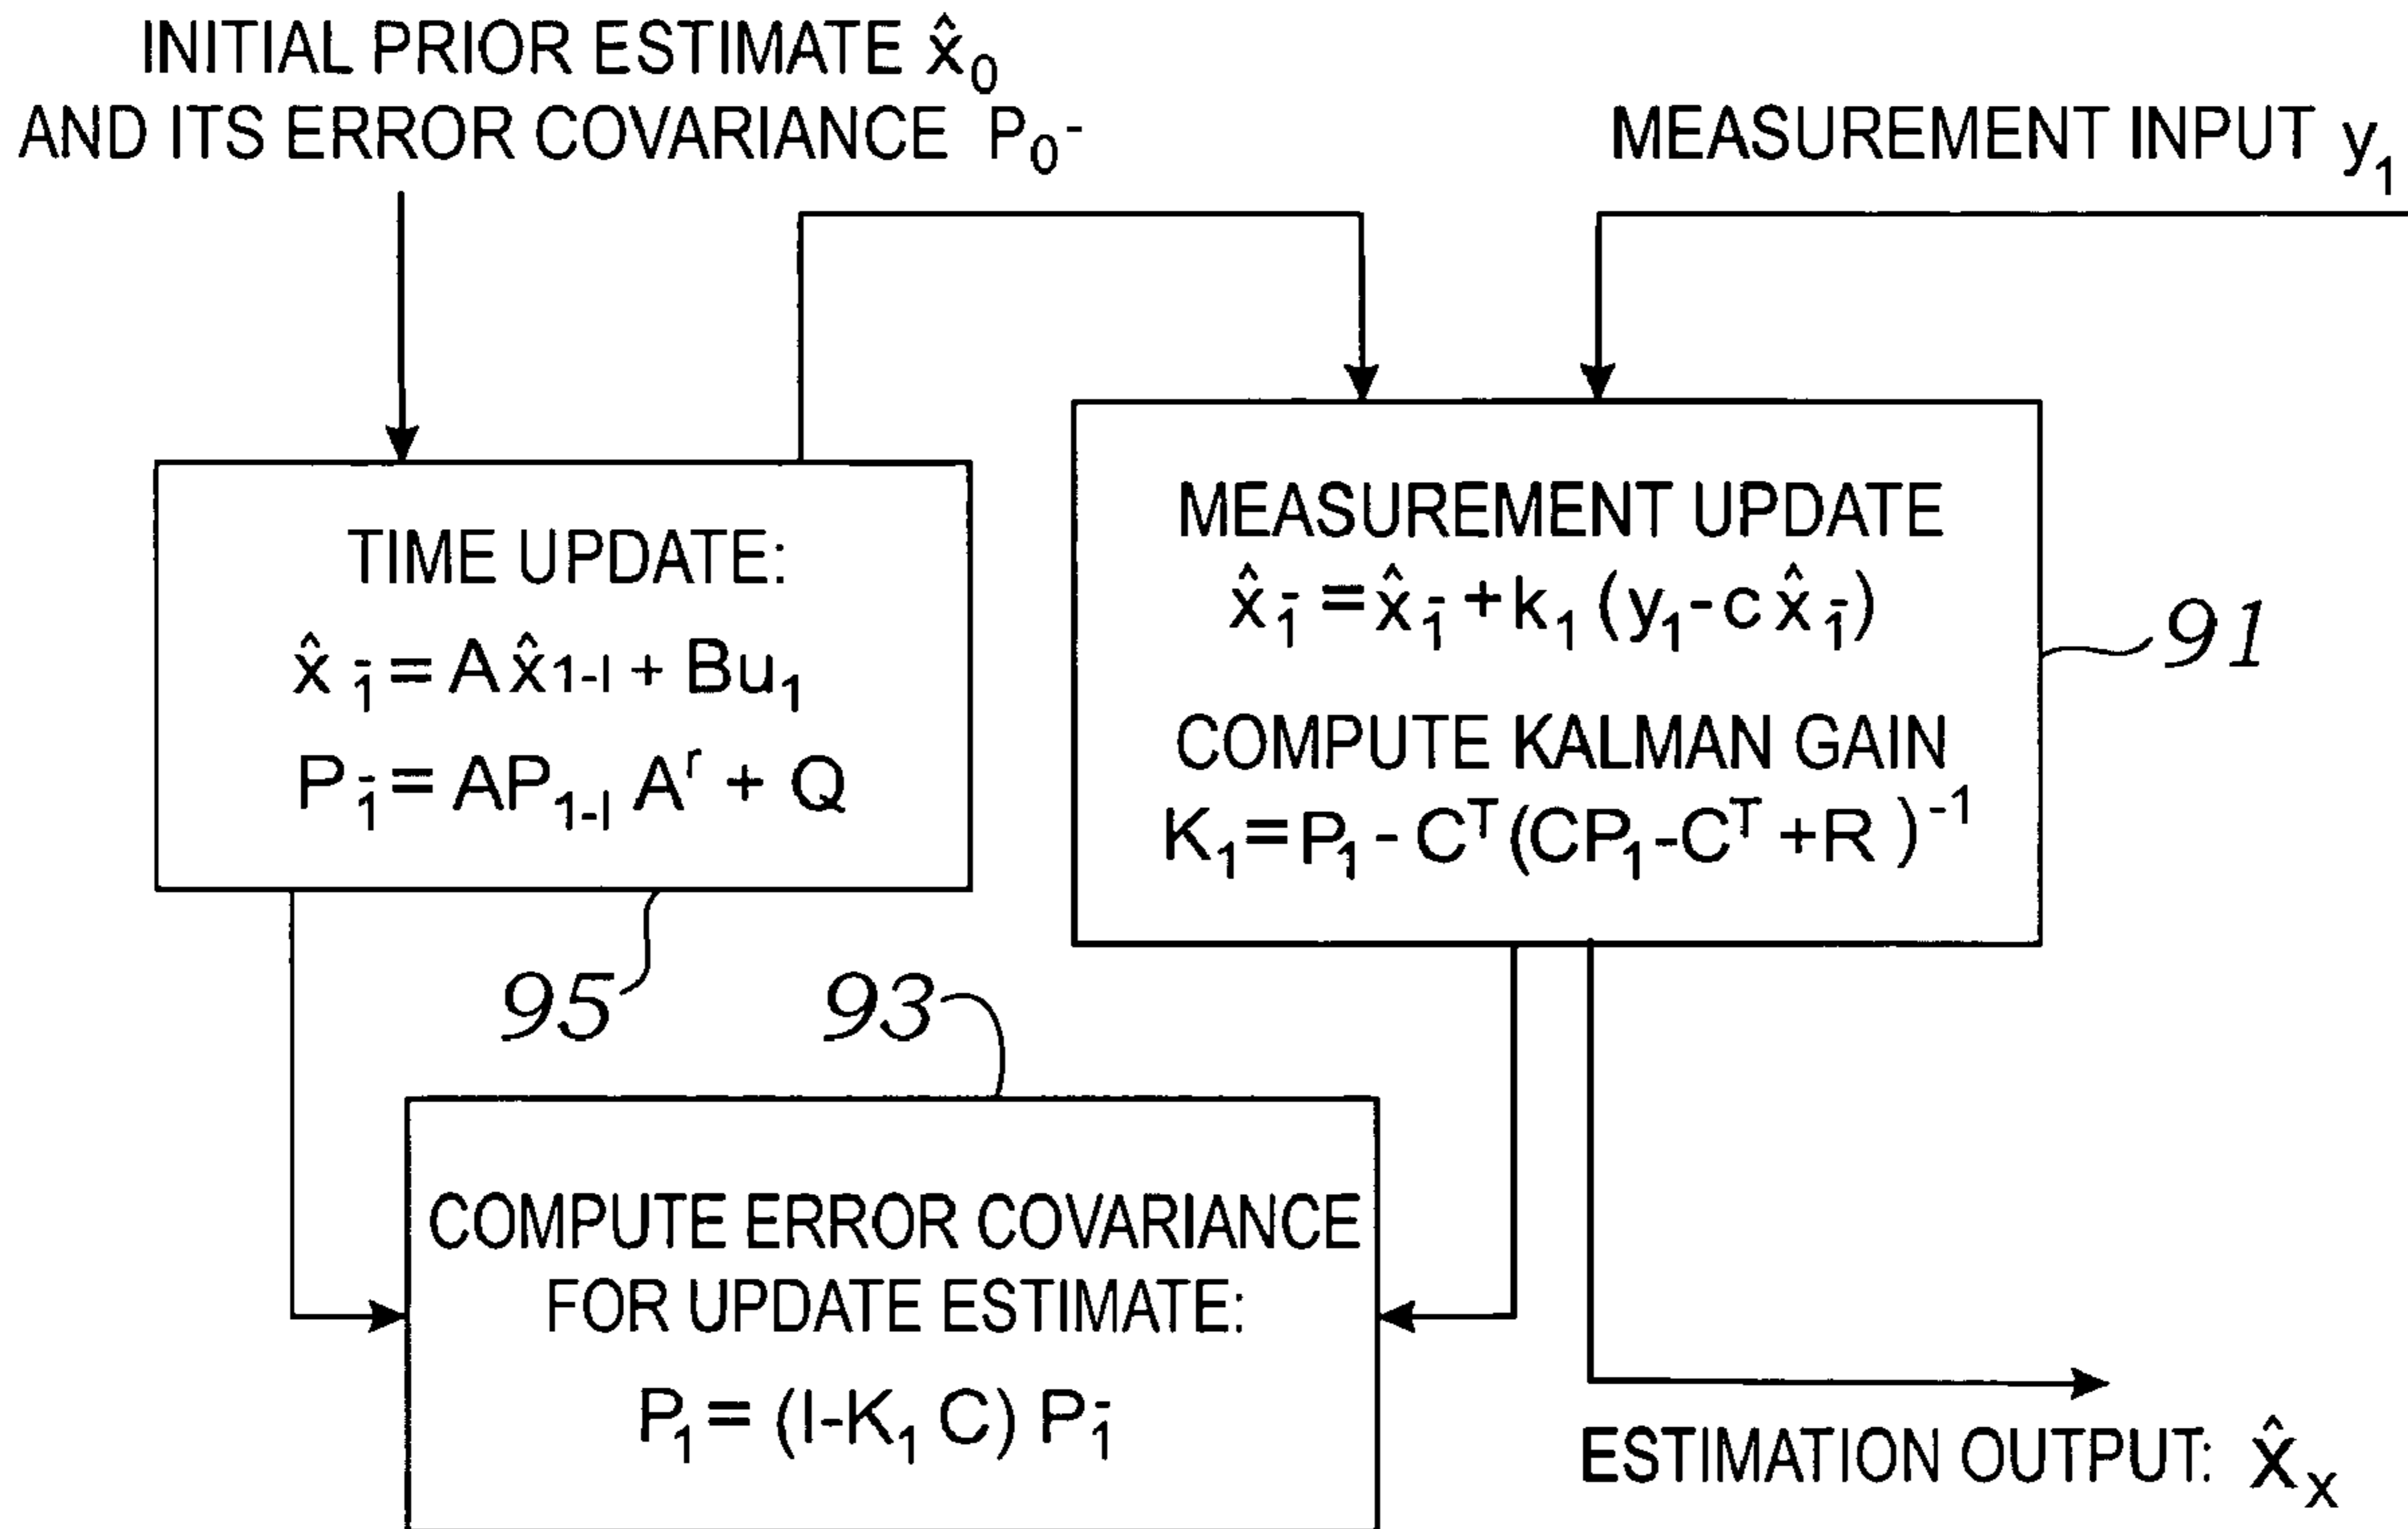 INITIAL PRIOR ESTIMATE x̂₀
AND ITS ERROR COVARIANCE P₀-
MEASUREMENT INPUT y₁
TIME UPDATE:
x̂₁⁻ = A x̂₁₋ₗ + Bu₁
P₁⁻ = AP₁₋ₗ Aʳ + Q
95
MEASUREMENT UPDATE
x̂₁⁻ = x̂₁⁻ + k₁ (y₁ - c x̂₁⁻)
COMPUTE KALMAN GAIN
K₁ = P₁ - Cᵀ (CP₁ - Cᵀ + R )⁻¹
91
93
COMPUTE ERROR COVARIANCE
FOR UPDATE ESTIMATE:
P₁ = (I-K₁ C) P₁⁻
ESTIMATION OUTPUT: x̂ₓ